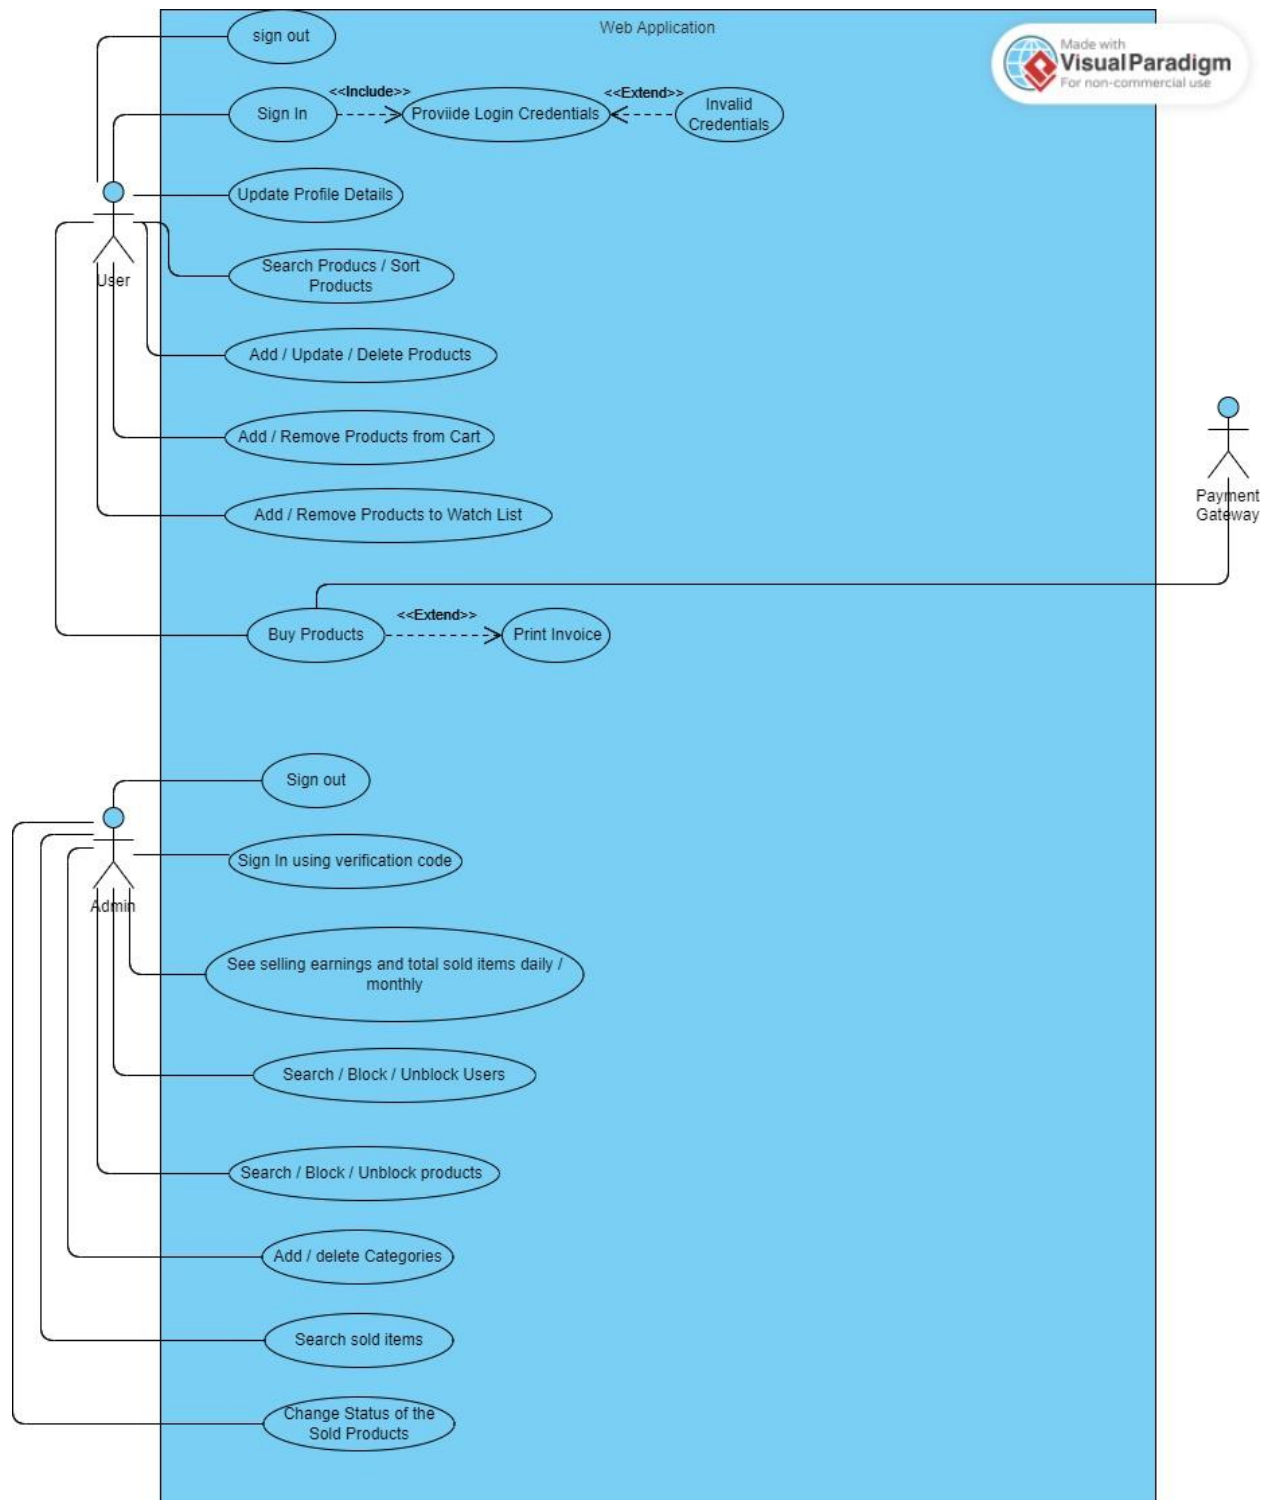 Web Application
Made with
Visual Paradigm
For non-commercial use
sign out
Sign In
<<Include>>
Proviide Login Credentials
<<Extend>>
Invalid
Credentials
Update Profile Details
User
Search Producs / Sort
Products
Add / Update / Delete Products
Add / Remove Products from Cart
Payment
Gateway
Add / Remove Products to Watch List
Buy Products
<<Extend>>
Print Invoice
Sign out
Sign In using verification code
Admin
See selling earnings and total sold items daily /
monthly
Search / Block / Unblock Users
Search / Block / Unblock products
Add / delete Categories
Search sold items
Change Status of the
Sold Products